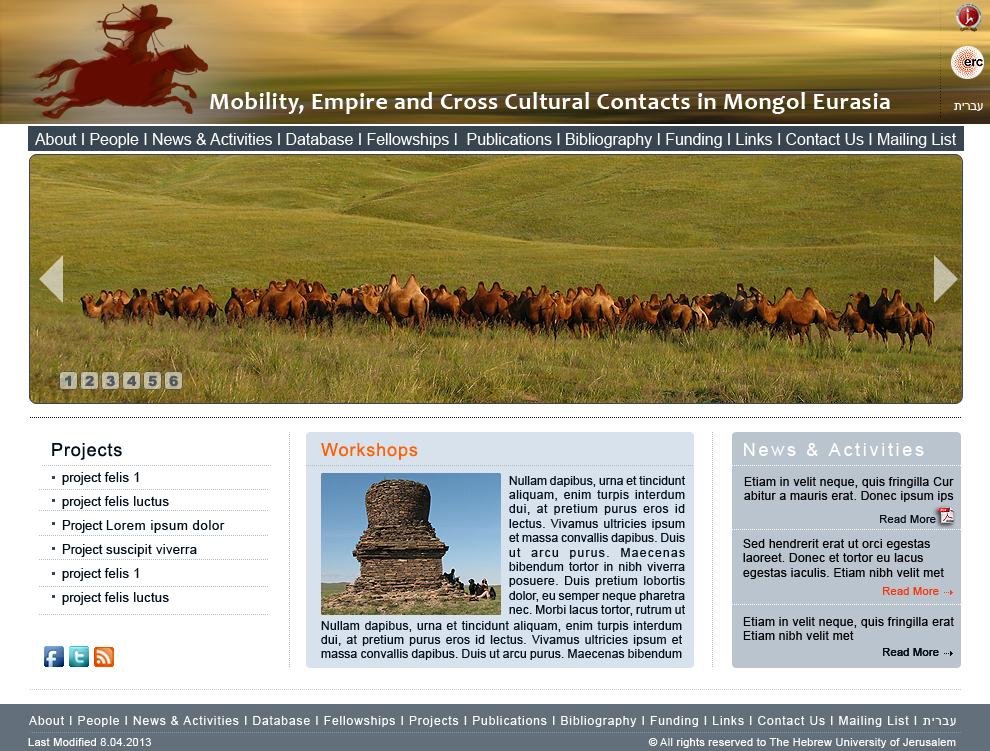 erc
עברית
Mobility, Empire and Cross Cultural Contacts in Mongol Eurasia
About I People I News & Activities I Database I Fellowships I Publications I Bibliography I Funding I Links I Contact Us I Mailing List
1 2 3 4 5 6
Projects
project felis 1
project felis luctus
Project Lorem ipsum dolor
Project suscipit viverra
project felis 1
project felis luctus
Workshops
Nullam dapibus, urna et tincidunt
aliquam, enim turpis interdum
dui, at pretium purus eros id
lectus. Vivamus ultricies ipsum
et massa convallis dapibus. Duis
ut arcu purus. Maecenas
bibendum tortor in nibh viverra
posuere. Duis pretium lobortis
dolor, eu semper neque pharetra
nec. Morbi lacus tortor, rutrum ut
Nullam dapibus, urna et tincidunt aliquam, enim turpis interdum
dui, at pretium purus eros id lectus. Vivamus ultricies ipsum et
massa convallis dapibus. Duis ut arcu purus. Maecenas bibendum
News & Activities
Etiam in velit neque, quis fringilla Cur
abitur a mauris erat. Donec ipsum ips
Read More
Sed hendrerit erat ut orci egestas
laoreet. Donec et tortor eu lacus
egestas iaculis. Etiam nibh velit met
Read More
Etiam in velit neque, quis fringilla erat
Etiam nibh velit met
Read More
About I People I News & Activities I Database I Fellowships I Projects I Publications I Bibliography I Funding I Links I Contact Us I Mailing List I עברית
Last Modified 8.04.2013
© All rights reserved to The Hebrew University of Jerusalem